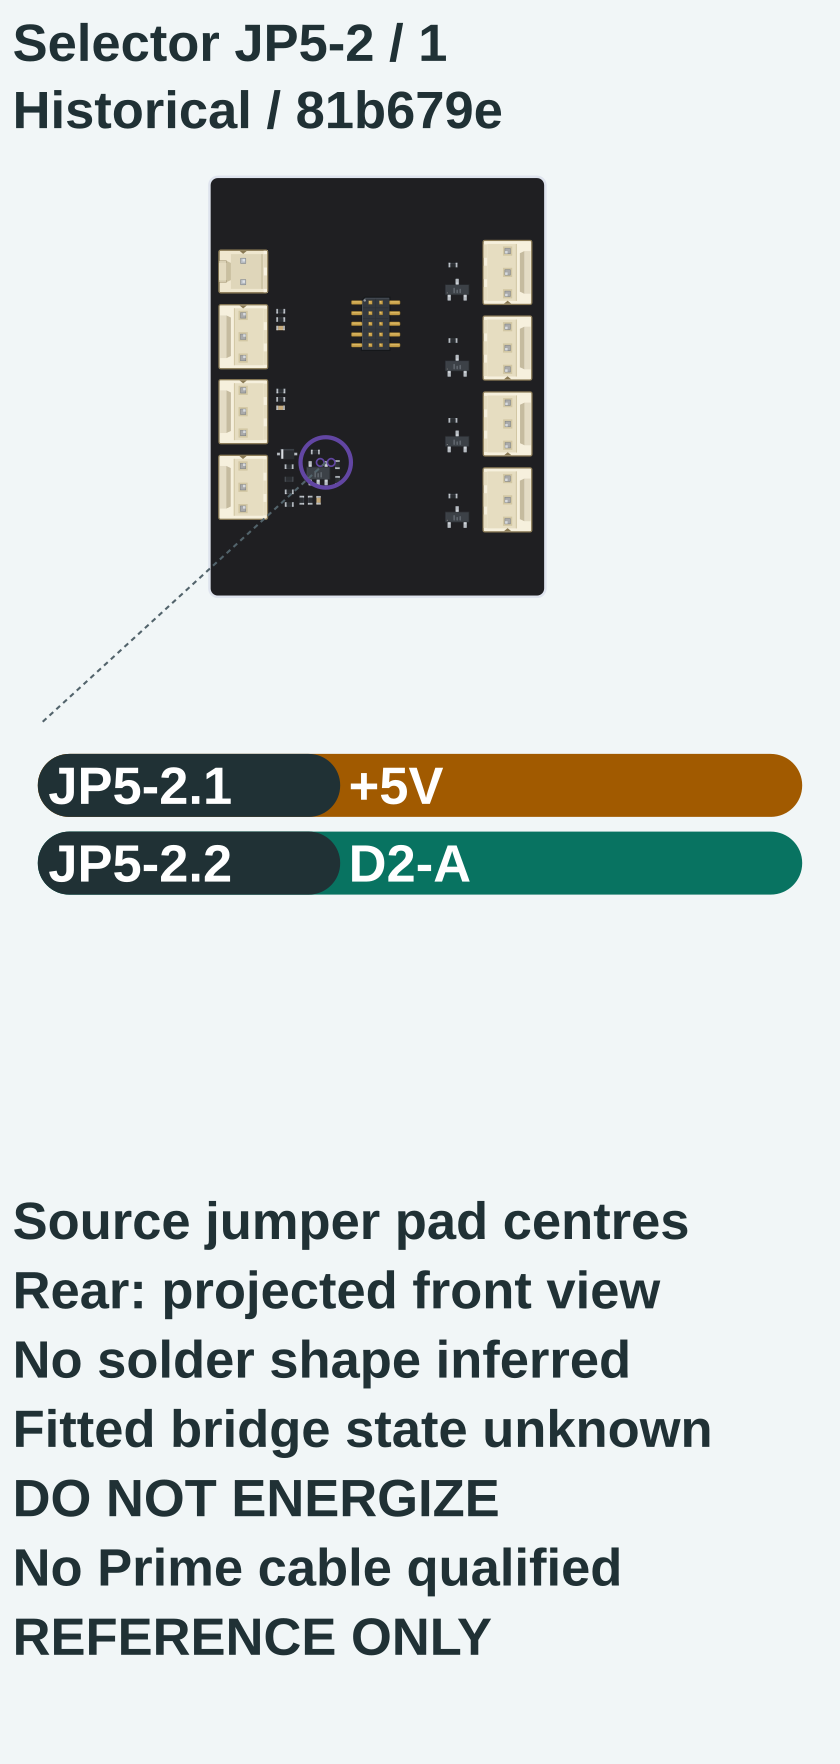 Selector JP5-2 / 1
Historical / 81b679e
JP5-2.1 +5V
JP5-2.2 D2-A
Source jumper pad centres
Rear: projected front view
No solder shape inferred
Fitted bridge state unknown
DO NOT ENERGIZE
No Prime cable qualified
REFERENCE ONLY